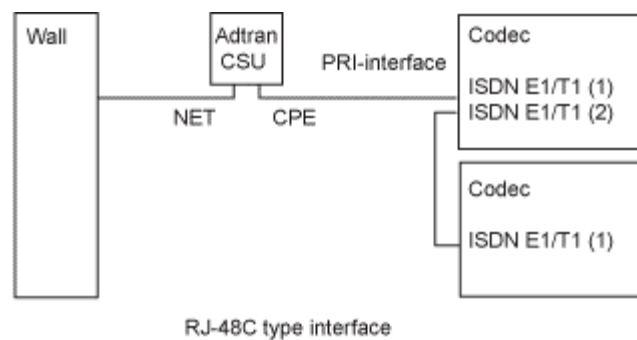 Wall
Adtran
CSU
NET
CPE
PRI-interface
Codec
ISDN E1/T1 (1)
ISDN E1/T1 (2)
Codec
ISDN E1/T1 (1)
RJ-48C type interface